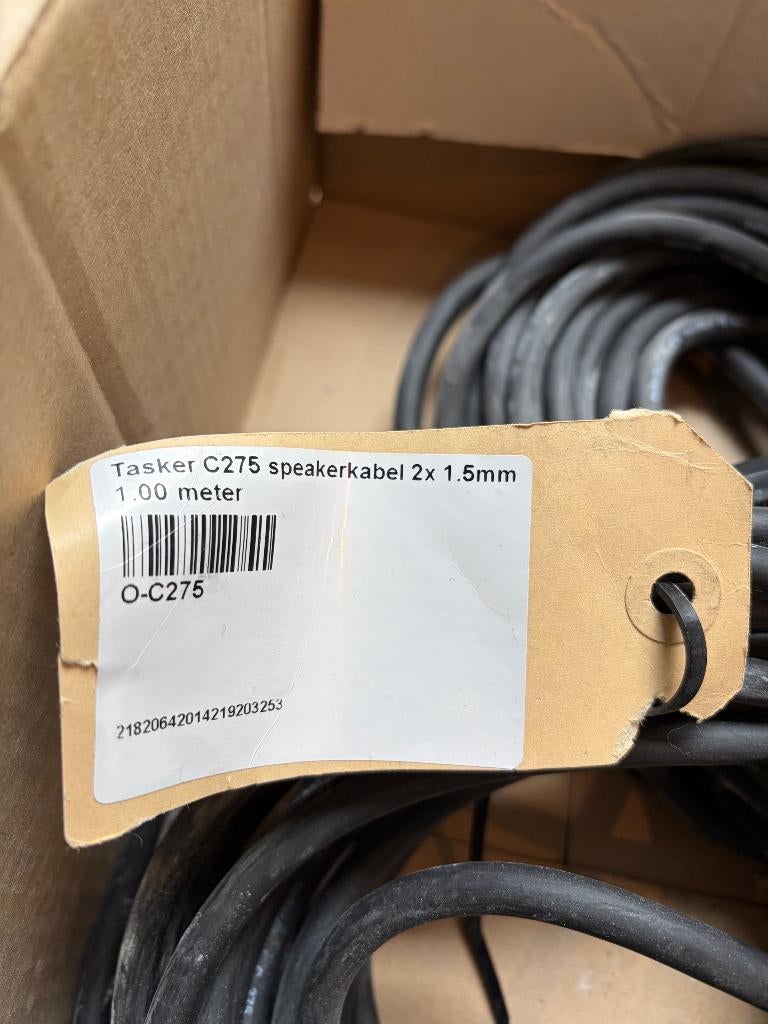 Tasker C275 speakerkabel 2x 1.5mm
1.00 meter
O-C275
21820642014219203253